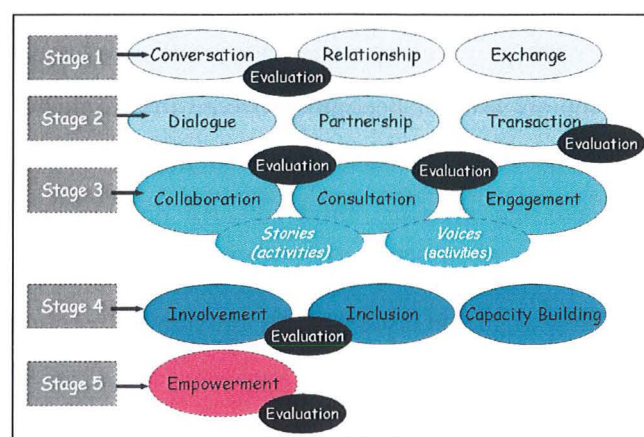 Stage 1
Conversation
Relationship
Exchange
Evaluation
Stage 2
Dialogue
Partnership
Transaction
Evaluation
Evaluation
Evaluation
Stage 3
Collaboration
Consultation
Engagement
Stories
(activities)
Voices
(activities)
Stage 4
Involvement
Inclusion
Capacity Building
Evaluation
Stage 5
Empowerment
Evaluation